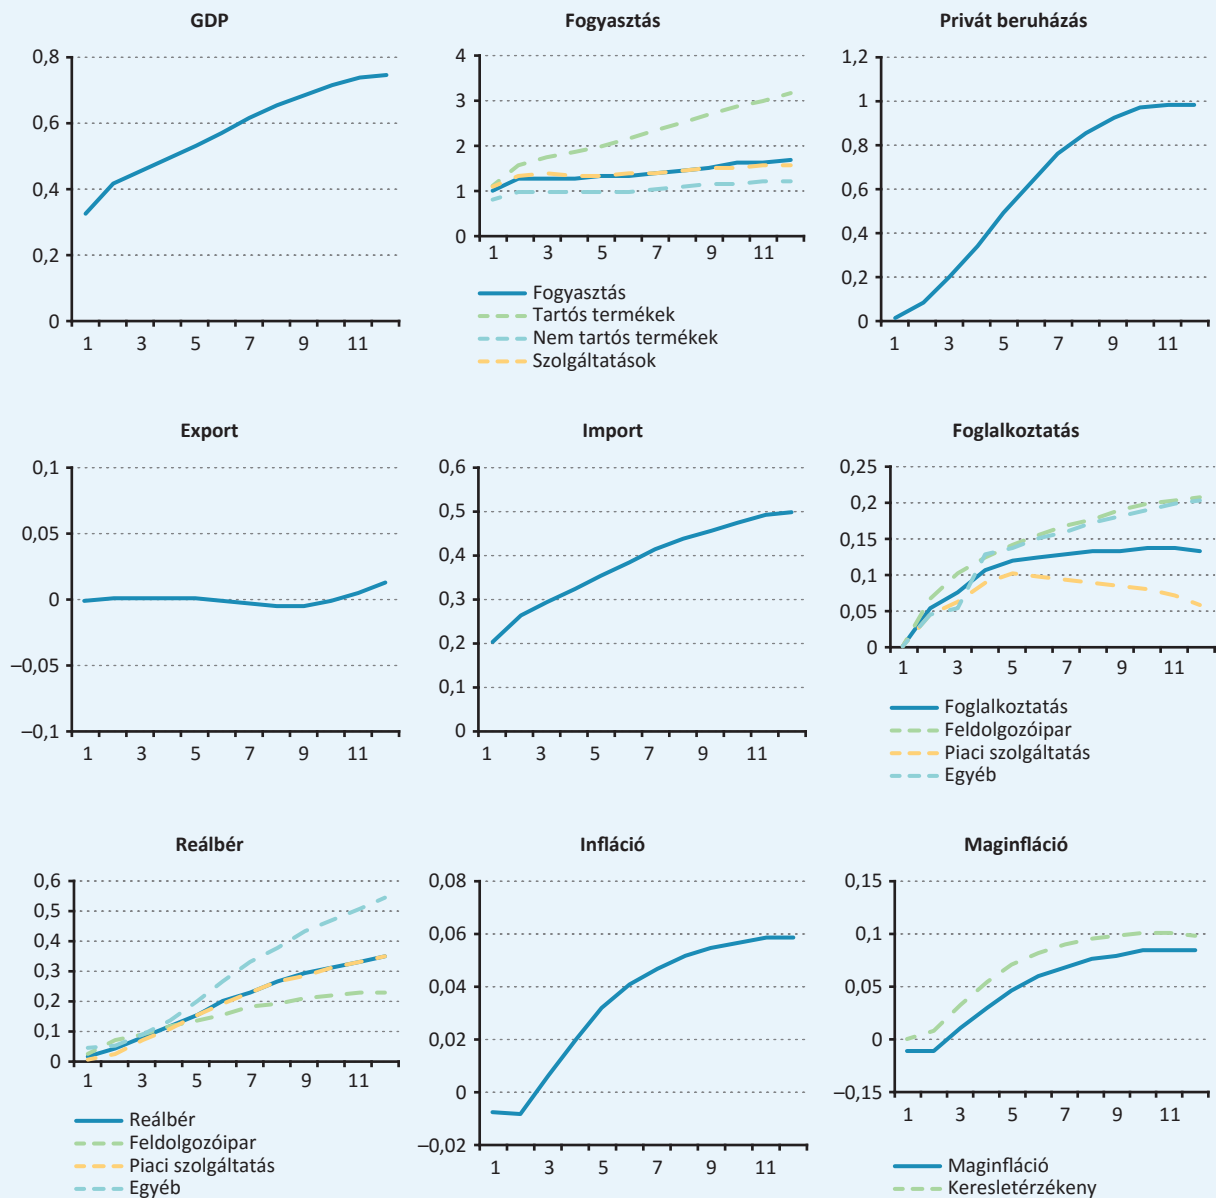 GDP
0,8
0,6
0,4
0,2
0
1 3 5 7 9 11
Fogyasztás
4
3
2
1
0
1 3 5 7 9 11
Fogyasztás
Tartós termékek
Nem tartós termékek
Szolgáltatások
Privát beruházás
1,2
1
0,8
0,6
0,4
0,2
0
1 3 5 7 9 11
Export
0,1
0,05
0
–0,05
–0,1
1 3 5 7 9 11
Import
0,6
0,5
0,4
0,3
0,2
0,1
0
1 3 5 7 9 11
Foglalkoztatás
0,25
0,2
0,15
0,1
0,05
0
1 3 5 7 9 11
Foglalkoztatás
Feldolgozóipar
Piaci szolgáltatás
Egyéb
Reálbér
0,6
0,5
0,4
0,3
0,2
0,1
0
1 3 5 7 9 11
Reálbér
Feldolgozóipar
Piaci szolgáltatás
Egyéb
Infláció
0,08
0,06
0,04
0,02
0
–0,02
1 3 5 7 9 11
Maginfláció
0,15
0,1
0,05
0
–0,15
1 3 5 7 9 11
Maginfláció
Keresletérzékeny